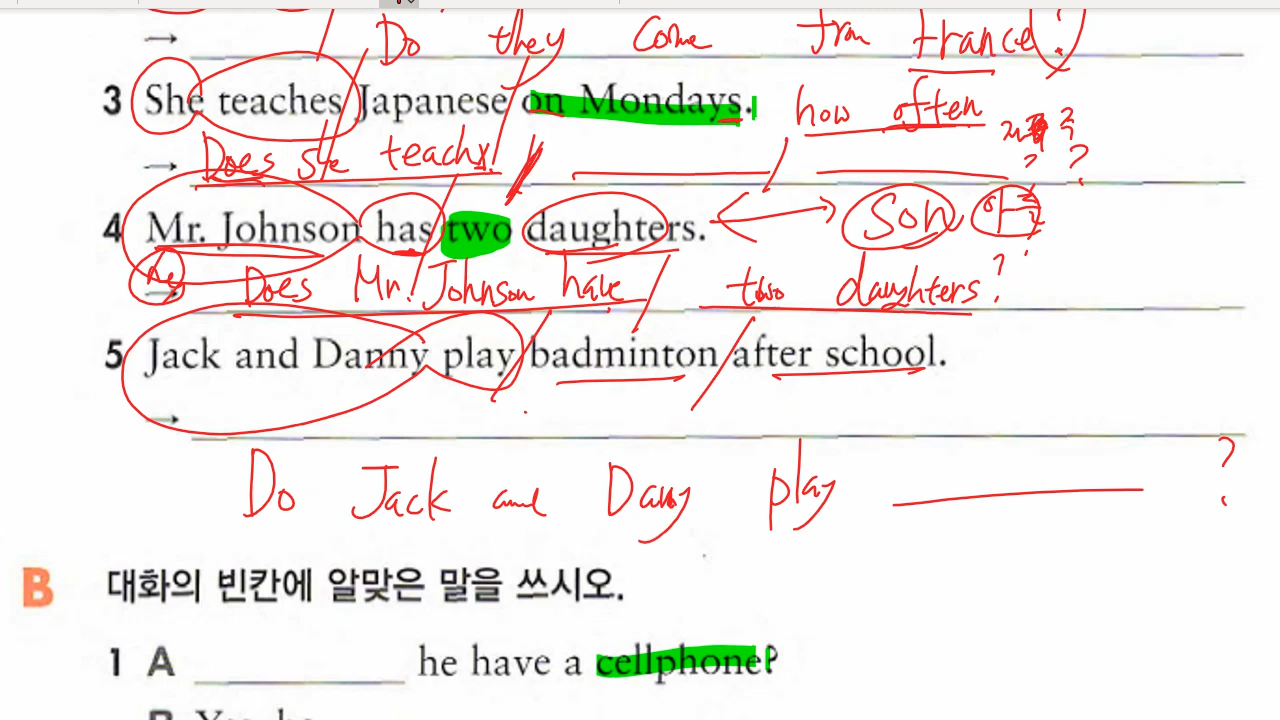 → Do they come from France?
3 She teaches Japanese on Mondays. how often
→ Does she teach
4 Mr. Johnson has two daughters. Son
→ Does Mr. Johnson have two daughters?
5 Jack and Danny play badminton after school.
→
Do Jack and Danny play ?
B 대화의 빈칸에 알맞은 말을 쓰시오.
1 A he have a cellphone?